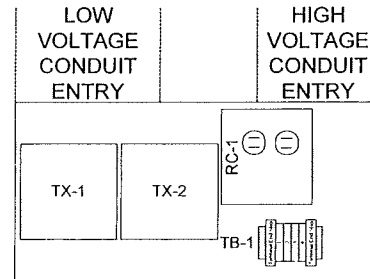 LOW
VOLTAGE
CONDUIT
ENTRY
HIGH
VOLTAGE
CONDUIT
ENTRY
RC-1
TX-1
TX-2
TB-1